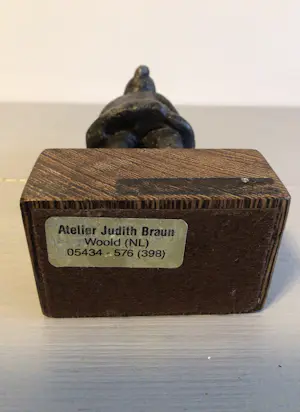 Atelier Judith Braun
Woold (NL)
05434 - 576 (398)